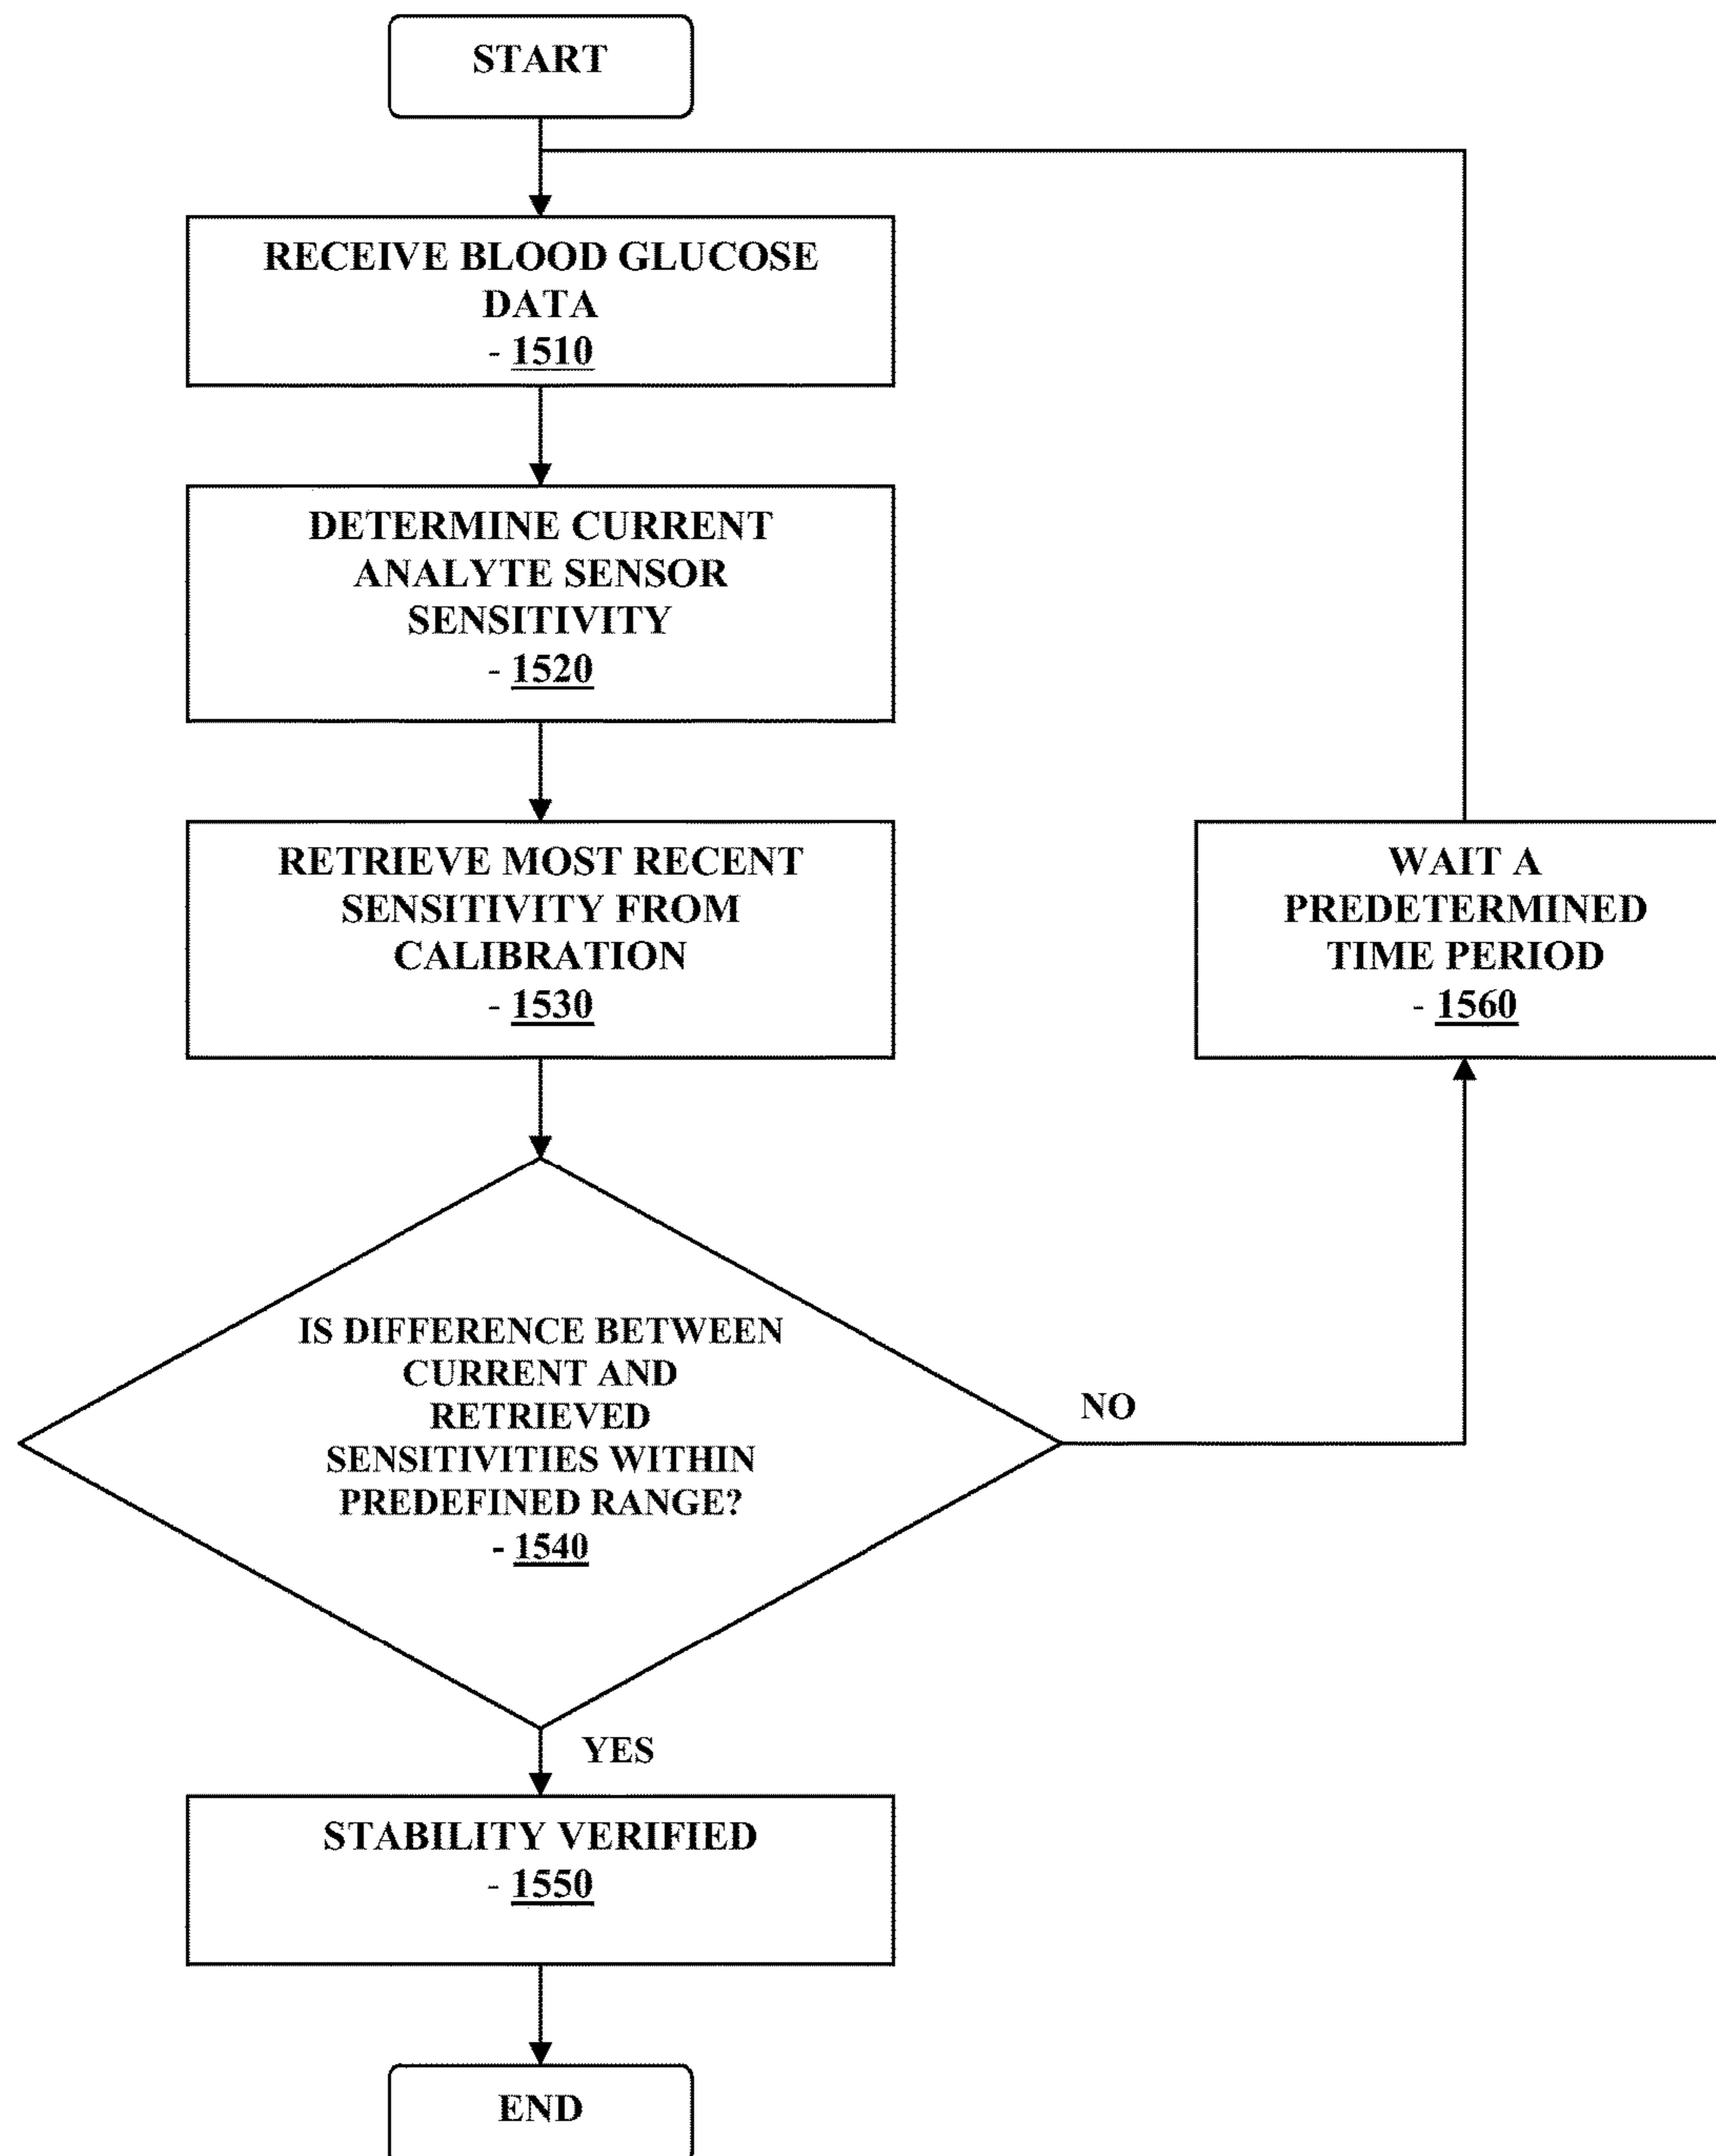 START
RECEIVE BLOOD GLUCOSE
DATA
- 1510
DETERMINE CURRENT
ANALYTE SENSOR
SENSITIVITY
- 1520
RETRIEVE MOST RECENT
SENSITIVITY FROM
CALIBRATION
- 1530
WAIT A
PREDETERMINED
TIME PERIOD
- 1560
IS DIFFERENCE BETWEEN
CURRENT AND
RETRIEVED
SENSITIVITIES WITHIN
PREDEFINED RANGE?
- 1540
NO
YES
STABILITY VERIFIED
- 1550
END